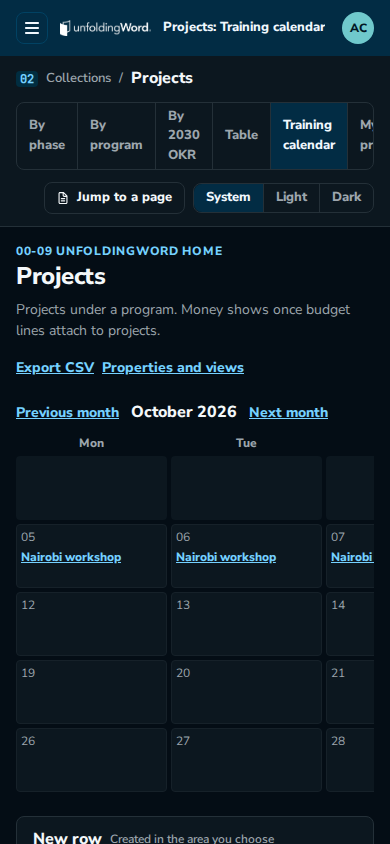 unfoldingWord.
Projects: Training calendar
AC
02 Collections / Projects
By phase
By program
By 2030 OKR
Table
Training calendar
My
Jump to a page
System
Light
Dark
00-09 UNFOLDINGWORD HOME
Projects
Projects under a program. Money shows once budget
lines attach to projects.
Export CSV Properties and views
Previous month October 2026 Next month
Mon Tue
05 06 07
Nairobi workshop Nairobi workshop Nairobi
12 13 14
19 20 21
26 27 28
New row Created in the area you choose